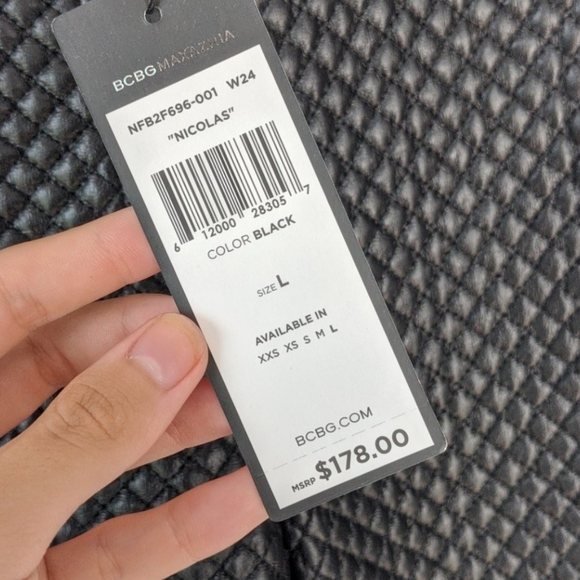 BCBGMAXAZRIA
NFB2F696-001 W24
"NICOLAS"
6 12000 28305 7
COLOR BLACK
SIZE L
AVAILABLE IN
XXS XS S M L
BCBG.COM
MSRP $178.00